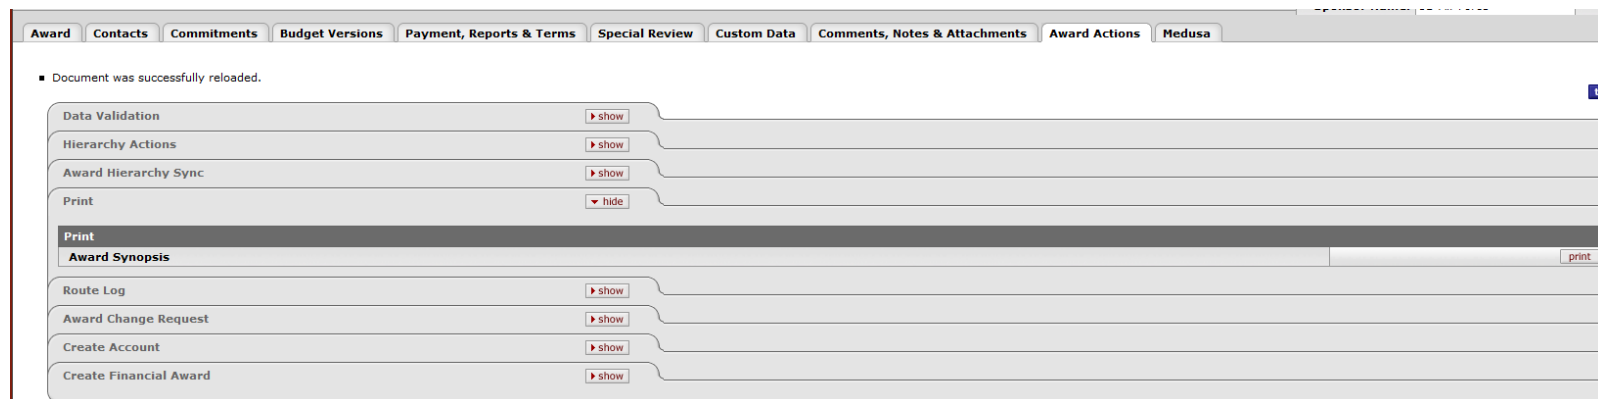 Award Contacts Commitments Budget Versions Payment, Reports & Terms Special Review Custom Data Comments, Notes & Attachments Award Actions Medusa
Document was successfully reloaded.
Data Validation show
Hierarchy Actions show
Award Hierarchy Sync show
Print hide
Print
Award Synopsis print
Route Log show
Award Change Request show
Create Account show
Create Financial Award show